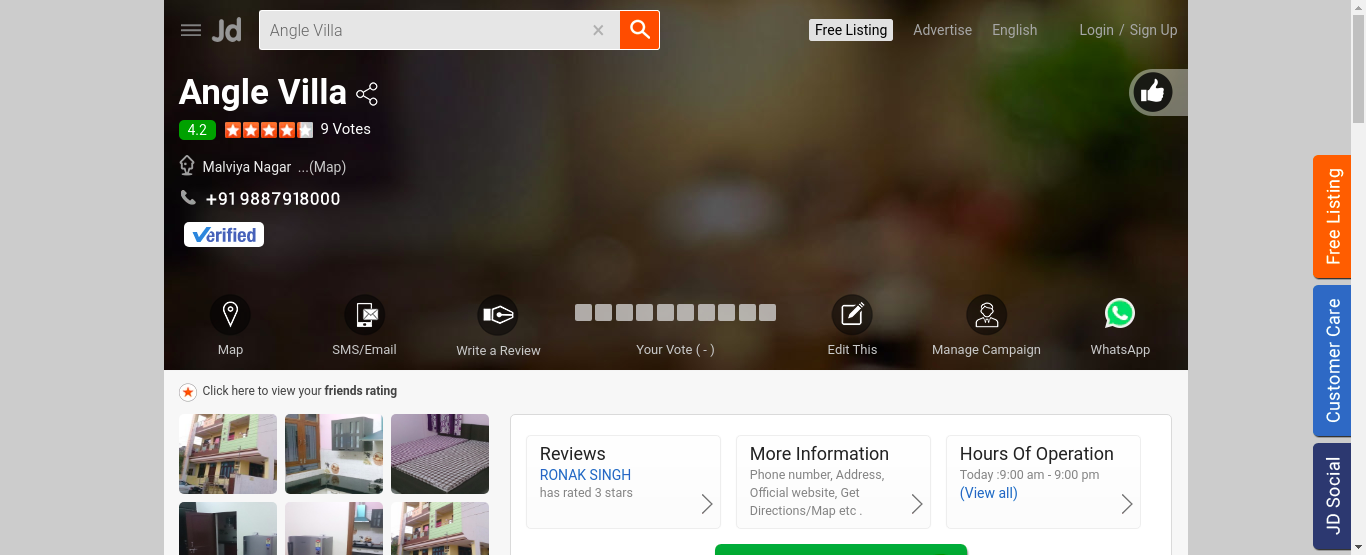 Jd
Angle Villa
Free Listing
Advertise
English
Login / Sign Up
Angle Villa
4.2
9 Votes
Malviya Nagar ...(Map)
+91 9887918000
Verified
Map
SMS/Email
Write a Review
Your Vote ( - )
Edit This
Manage Campaign
WhatsApp
Click here to view your friends rating
Reviews
RONAK SINGH
has rated 3 stars
More Information
Phone number, Address,
Official website, Get
Directions/Map etc .
Hours Of Operation
Today :9:00 am - 9:00 pm
(View all)
Free Listing
Customer Care
JD Social